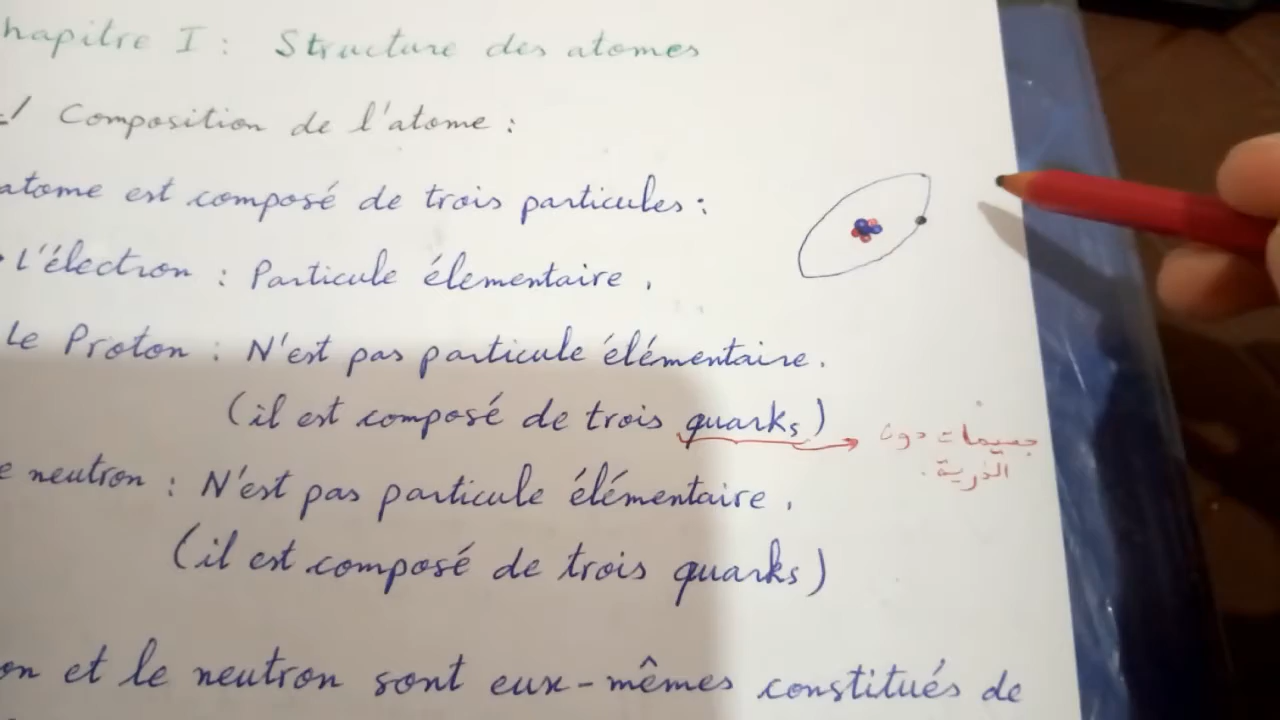 hapitre I : Structure des atomes
-/ Composition de l'atome :
atome est composé de trois particules :
• L'électron : Particule élementaire .
Le Proton : N'est pas particule élémentaire.
(il est composé de trois quarks)
جسيمات دون
الذرية .
e neutron : N'est pas particule élémentaire .
(il est composé de trois quarks)
on et le neutron sont eux-mêmes constitués de